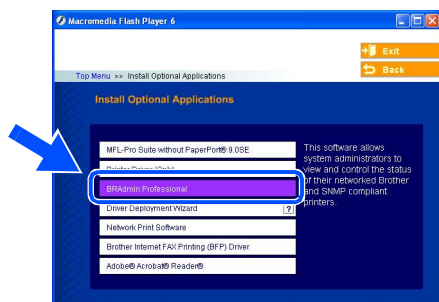 Macromedia Flash Player 6
Exit
Back
Top Menu »» Install Optional Applications
Install Optional Applications
MFL-Pro Suite without PaperPort® 9.0SE
Printer Driver (Only)
BRAdmin Professional
Driver Deployment Wizard ?
Network Print Software
Brother Internet FAX Printing (BFP) Driver
Adobe® Acrobat® Reader®
This software allows
system administrators to
view and control the status
of their networked Brother
and SNMP compliant
printers.